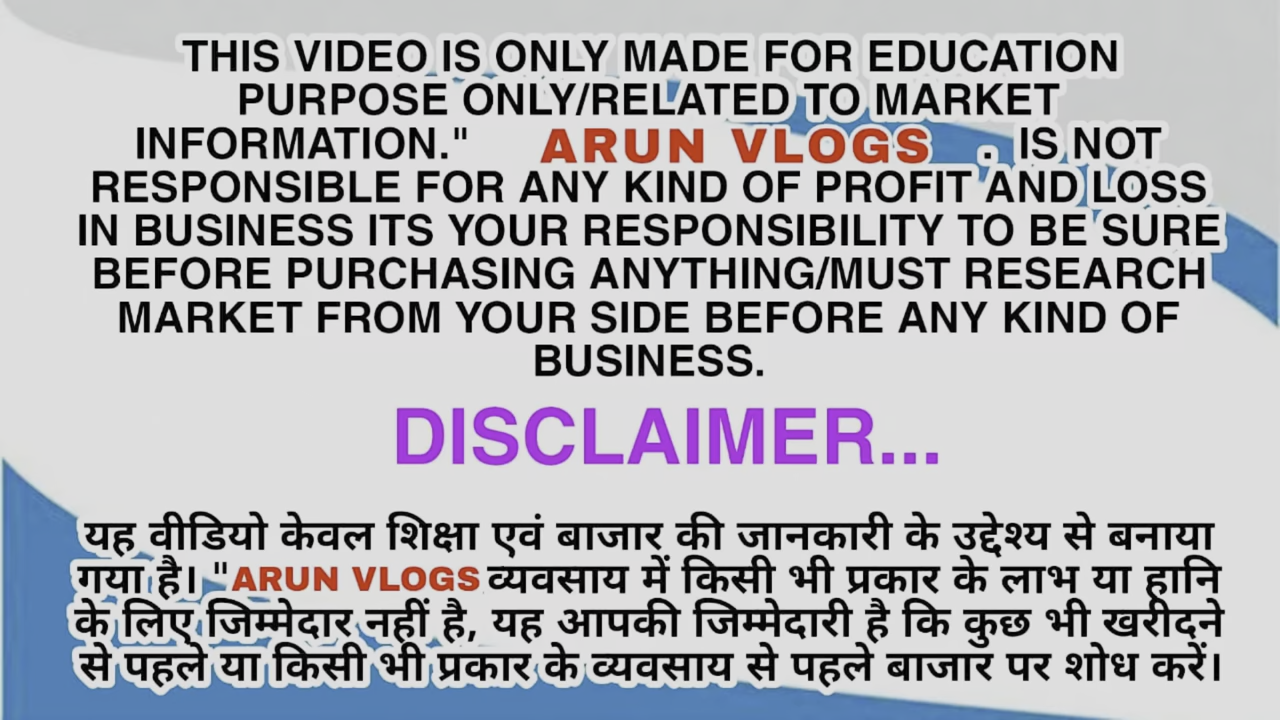 THIS VIDEO IS ONLY MADE FOR EDUCATION
PURPOSE ONLY/RELATED TO MARKET
INFORMATION." ARUN VLOGS . IS NOT
RESPONSIBLE FOR ANY KIND OF PROFIT AND LOSS
IN BUSINESS ITS YOUR RESPONSIBILITY TO BE SURE
BEFORE PURCHASING ANYTHING/MUST RESEARCH
MARKET FROM YOUR SIDE BEFORE ANY KIND OF
BUSINESS.
DISCLAIMER...
यह वीडियो केवल शिक्षा एवं बाजार की जानकारी के उद्देश्य से बनाया
गया है। "ARUN VLOGS व्यवसाय में किसी भी प्रकार के लाभ या हानि
के लिए जिम्मेदार नहीं है, यह आपकी जिम्मेदारी है कि कुछ भी खरीदने
से पहले या किसी भी प्रकार के व्यवसाय से पहले बाजार पर शोध करें।